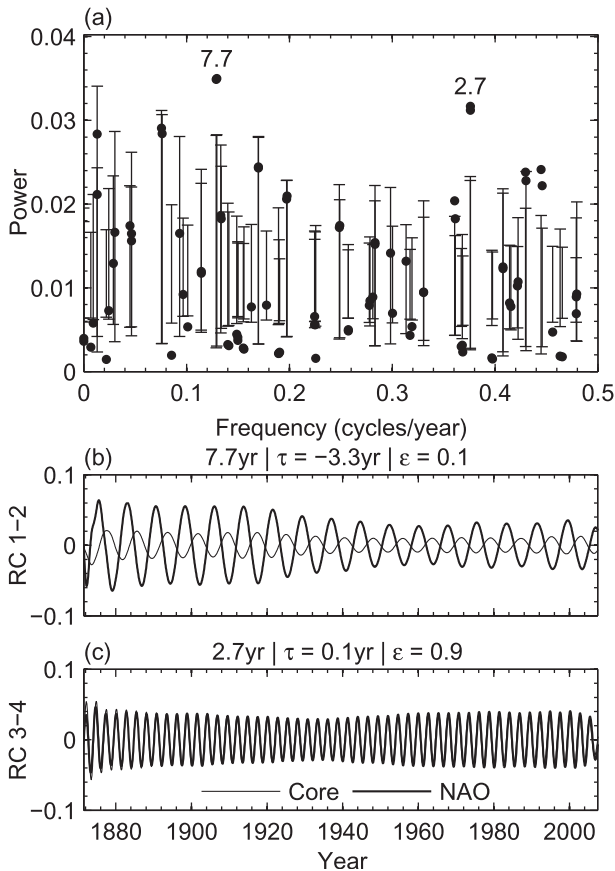 (a)
0.04
7.7
2.7
0.03
Power
0.02
0.01
0
0
0.1
0.2
0.3
0.4
0.5
Frequency (cycles/year)
7.7yr | τ = −3.3yr | ε = 0.1
(b)
0.1
RC 1−2
0
−0.1
2.7yr | τ = 0.1yr | ε = 0.9
(c)
0.1
RC 3−4
0
Core
NAO
−0.1
1880
1900
1920
1940
1960
1980
2000
Year